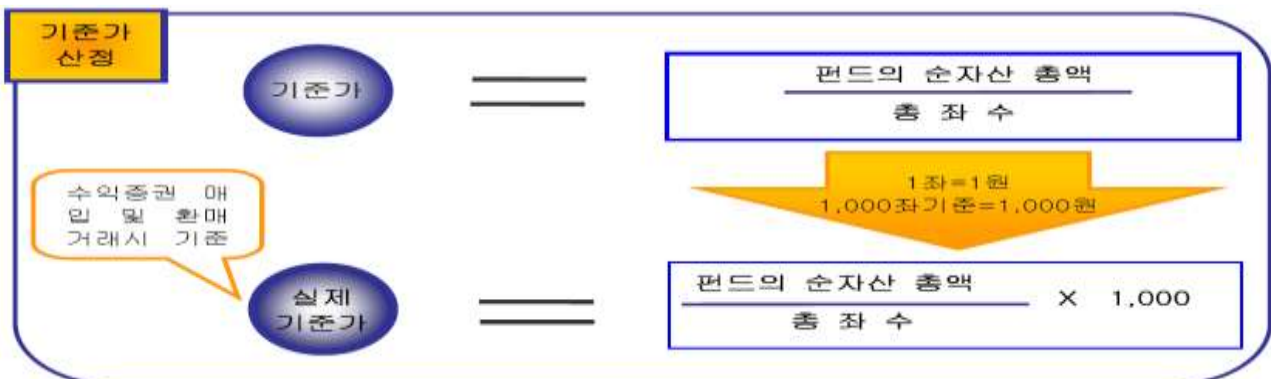 기준가
산정
기준가
펀드의 순자산 총액
총 좌 수
1좌=1원
1,000좌기준=1,000원
수익증권 매
입 및 환매
거래시 기준
실제
기준가
펀드의 순자산 총액
총 좌 수
× 1,000